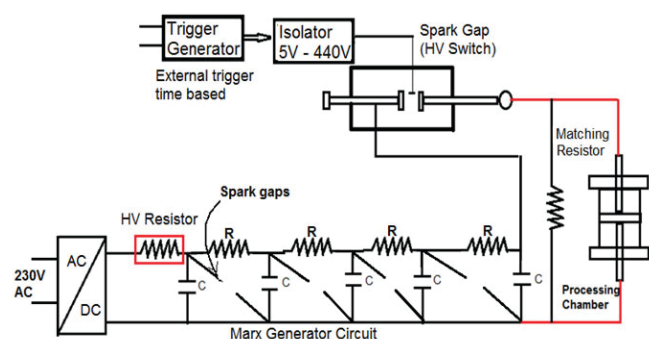 Trigger
Generator
Isolator
5V - 440V
Spark Gap
(HV Switch)
External trigger
time based
Matching
Resistor
Spark gaps
HV Resistor
R
R
R
R
230V
AC
AC
DC
C
C
C
C
C
Processing
Chamber
Marx Generator Circuit